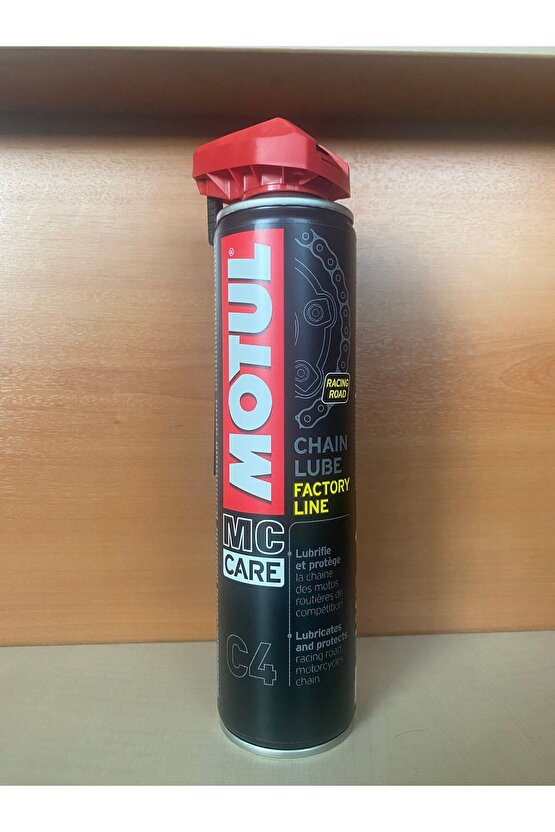 MOTUL®
RACING
ROAD
CHAIN
LUBE
FACTORY
LINE
MC
CARE
Lubrifie
et protège
la chaîne
des motos
routières de
compétition
C4
Lubricates
and protects
racing road
motorcycles
chain